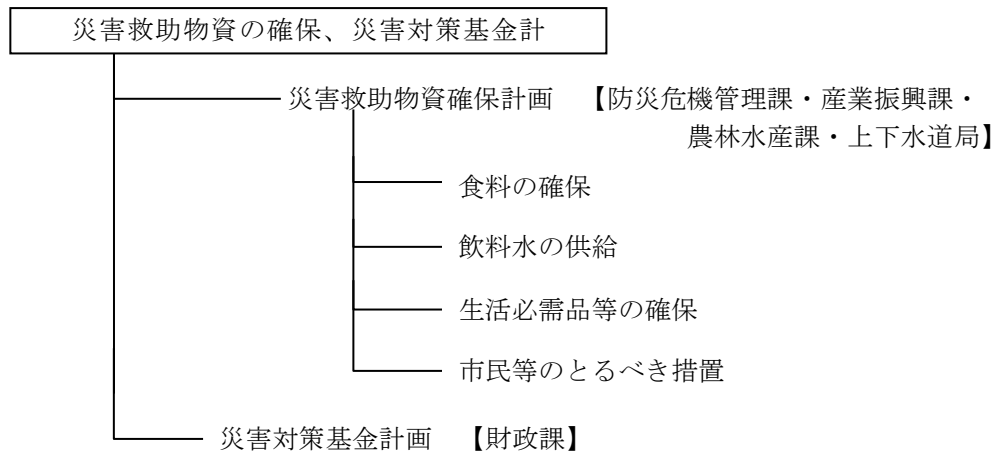 災害救助物資の確保、災害対策基金計
災害救助物資確保計画 【防災危機管理課・産業振興課・
農林水産課・上下水道局】
食料の確保
飲料水の供給
生活必需品等の確保
市民等のとるべき措置
災害対策基金計画 【財政課】